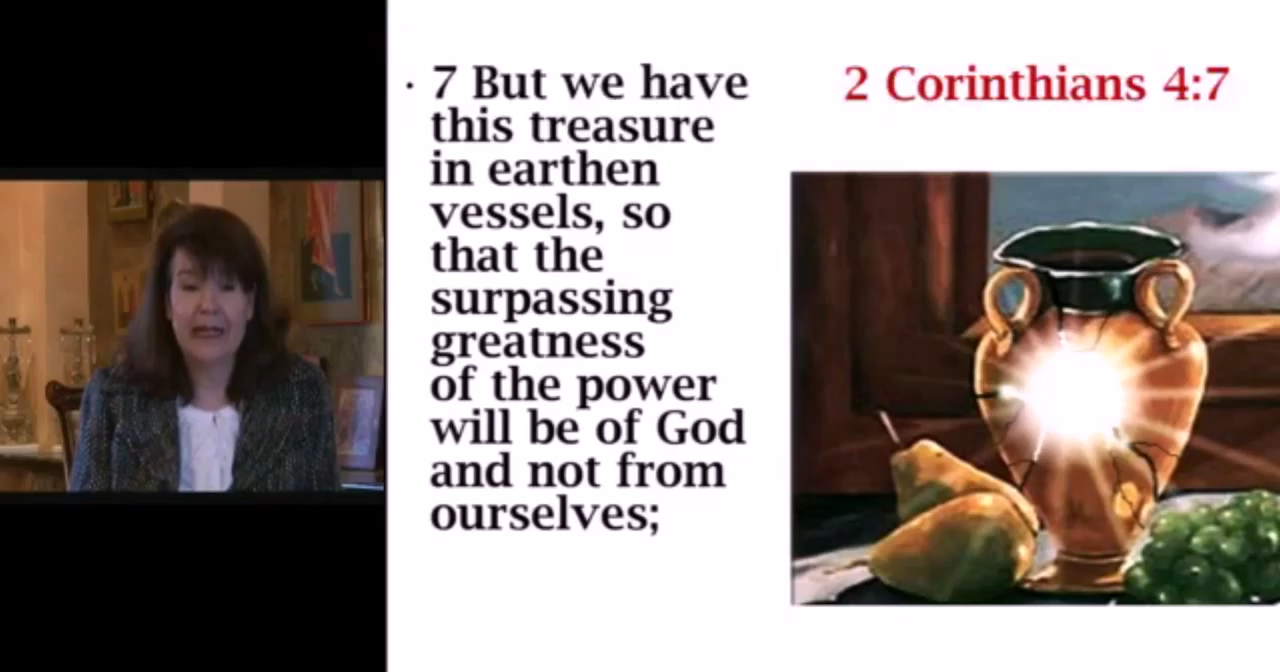 · 7 But we have
this treasure
in earthen
vessels, so
that the
surpassing
greatness
of the power
will be of God
and not from
ourselves;
2 Corinthians 4:7